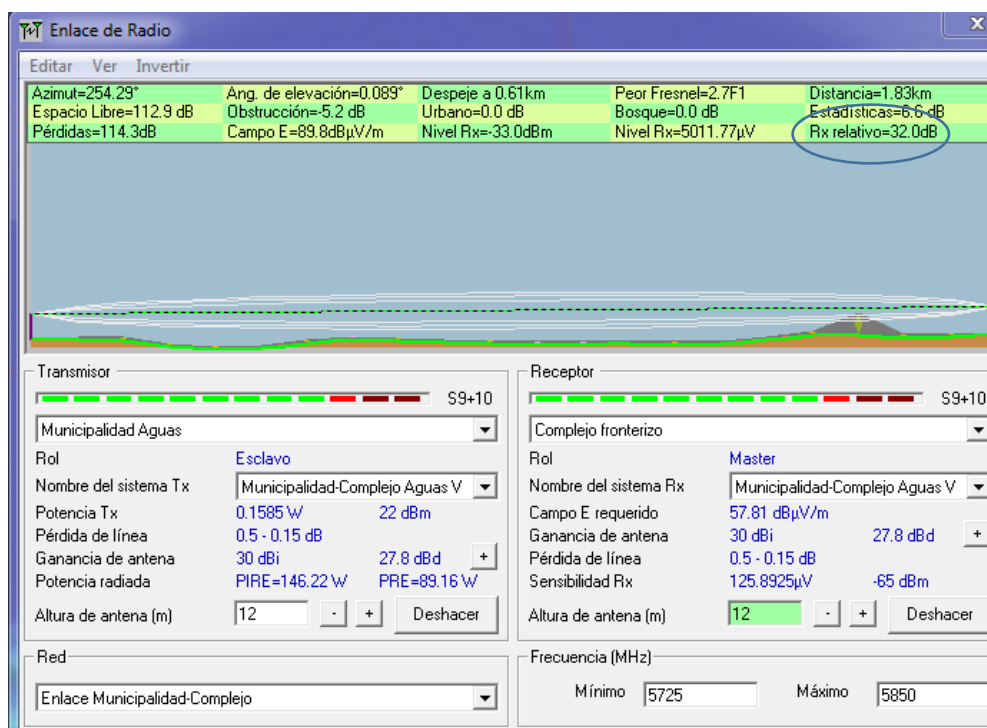 Enlace de Radio
Editar Ver Invertir
Azimut=254.29° Ang. de elevación=0.089° Despeje a 0.61km Peor Fresnel=2.7F1 Distancia=1.83km
Espacio Libre=112.9 dB Obstrucción=-5.2 dB Urbano=0.0 dB Bosque=0.0 dB Estadísticas=6.6 dB
Pérdidas=114.3dB Campo E=89.8dBμV/m Nivel Rx=-33.0dBm Nivel Rx=5011.77μV Rx relativo=32.0dB
Transmisor
S9+10
Municipalidad Aguas
Rol Esclavo
Nombre del sistema Tx Municipalidad-Complejo Aguas V
Potencia Tx 0.1585 W 22 dBm
Pérdida de línea 0.5 - 0.15 dB
Ganancia de antena 30 dBi 27.8 dBd +
Potencia radiada PIRE=146.22 W PRE=89.16 W
Altura de antena (m) 12 - + Deshacer
Receptor
S9+10
Complejo fronterizo
Rol Master
Nombre del sistema Rx Municipalidad-Complejo Aguas V
Campo E requerido 57.81 dBμV/m
Ganancia de antena 30 dBi 27.8 dBd +
Pérdida de línea 0.5 - 0.15 dB
Sensibilidad Rx 125.8925μV -65 dBm
Altura de antena (m) 12 - + Deshacer
Red
Enlace Municipalidad-Complejo
Frecuencia (MHz)
Mínimo 5725 Máximo 5850